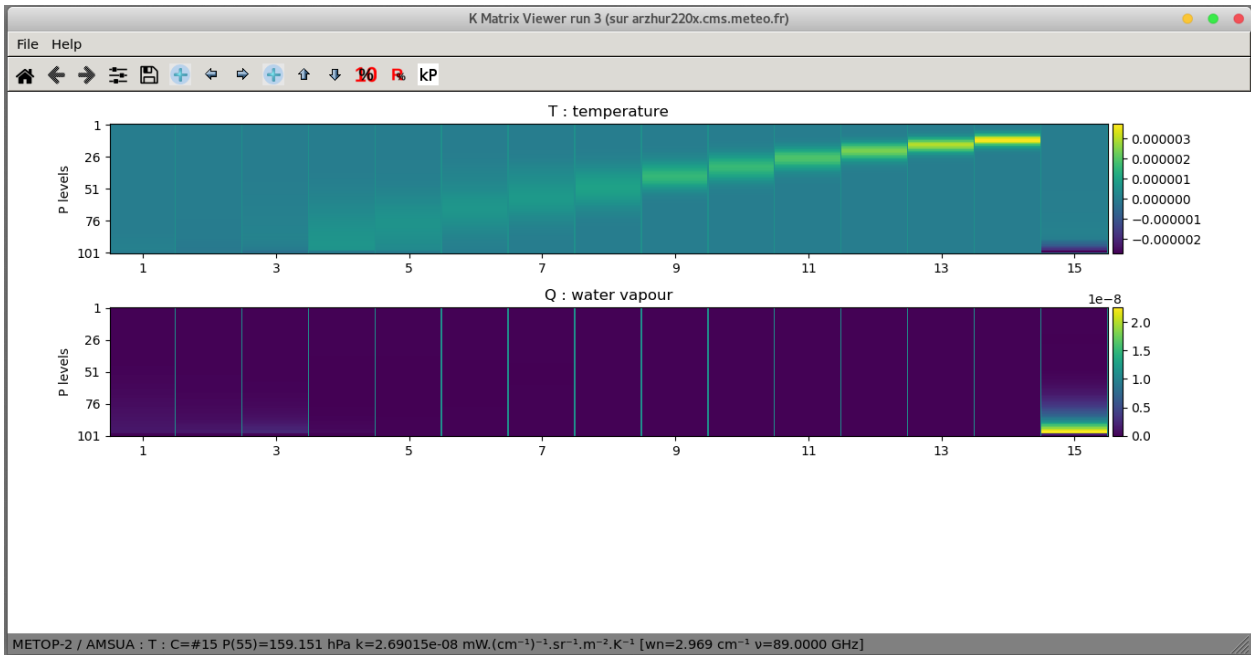 K Matrix Viewer run 3 (sur arzhur220x.cms.meteo.fr)
File Help
10 % R% kP
T : temperature
P levels
1
26
51
76
101
1 3 5 7 9 11 13 15
0.000003
0.000002
0.000001
0.000000
−0.000001
−0.000002
Q : water vapour
P levels
1
26
51
76
101
1 3 5 7 9 11 13 15
1e−8
2.0
1.5
1.0
0.5
0.0
METOP-2 / AMSUA : T : C=#15 P(55)=159.151 hPa k=2.69015e-08 mW.(cm⁻¹)⁻¹.sr⁻¹.m⁻².K⁻¹ [wn=2.969 cm⁻¹ ν=89.0000 GHz]